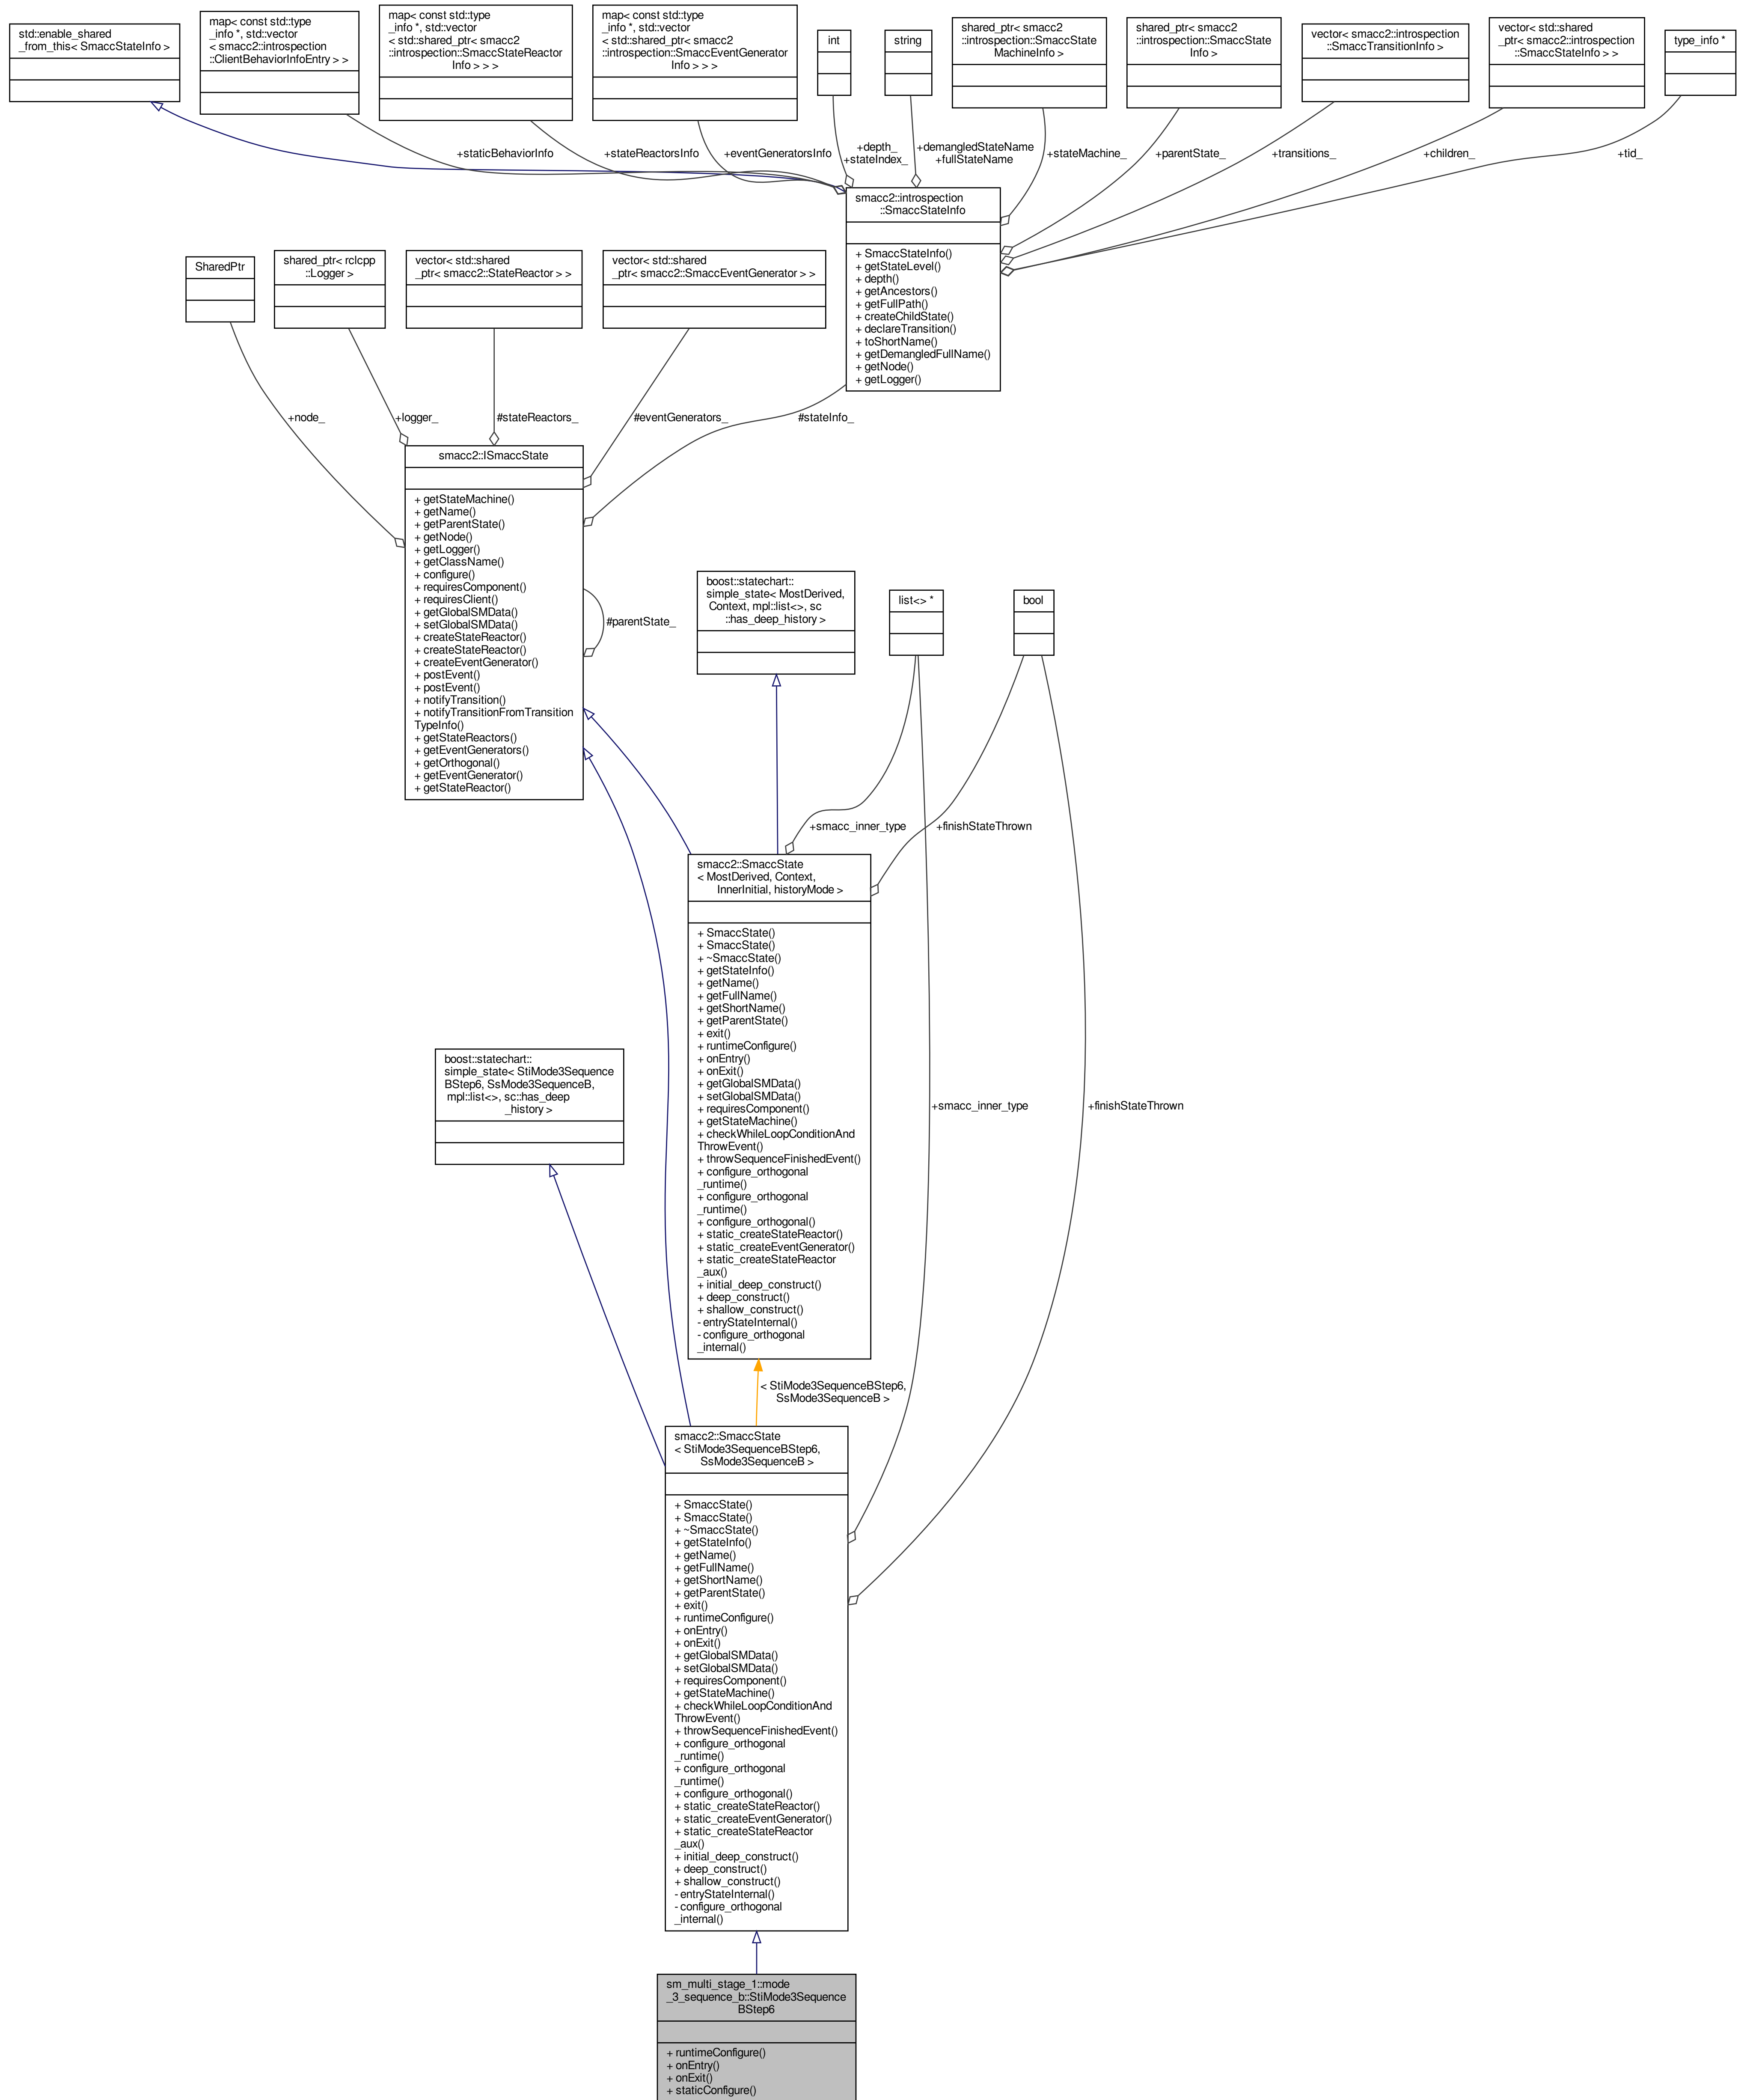 std::enable_shared
_from_this< SmaccStateInfo >
map< const std::type
_info *, std::vector
< smacc2::introspection
::ClientBehaviorInfoEntry > >
map< const std::type
_info *, std::vector
< std::shared_ptr< smacc2
::introspection::SmaccStateReactor
Info > > >
map< const std::type
_info *, std::vector
< std::shared_ptr< smacc2
::introspection::SmaccEventGenerator
Info > > >
int
string
shared_ptr< smacc2
::introspection::SmaccState
MachineInfo >
shared_ptr< smacc2
::introspection::SmaccState
Info >
vector< smacc2::introspection
::SmaccTransitionInfo >
vector< std::shared
_ptr< smacc2::introspection
::SmaccStateInfo > >
type_info *
+staticBehaviorInfo
+stateReactorsInfo
+eventGeneratorsInfo
+depth_
+stateIndex_
+demangledStateName
+fullStateName
+stateMachine_
+parentState_
+transitions_
+children_
+tid_
smacc2::introspection
::SmaccStateInfo
+ SmaccStateInfo()
+ getStateLevel()
+ depth()
+ getAncestors()
+ getFullPath()
+ createChildState()
+ declareTransition()
+ toShortName()
+ getDemangledFullName()
+ getNode()
+ getLogger()
SharedPtr
shared_ptr< rclcpp
::Logger >
vector< std::shared
_ptr< smacc2::StateReactor > >
vector< std::shared
_ptr< smacc2::SmaccEventGenerator > >
+node_
+logger_
#stateReactors_
#eventGenerators_
#stateInfo_
smacc2::ISmaccState
+ getStateMachine()
+ getName()
+ getParentState()
+ getNode()
+ getLogger()
+ getClassName()
+ configure()
+ requiresComponent()
+ requiresClient()
+ getGlobalSMData()
+ setGlobalSMData()
+ createStateReactor()
+ createStateReactor()
+ createEventGenerator()
+ postEvent()
+ postEvent()
+ notifyTransition()
+ notifyTransitionFromTransition
TypeInfo()
+ getStateReactors()
+ getEventGenerators()
+ getOrthogonal()
+ getEventGenerator()
+ getStateReactor()
#parentState_
boost::statechart::
simple_state< MostDerived,
Context, mpl::list<>, sc
::has_deep_history >
list<> *
bool
+smacc_inner_type
+finishStateThrown
smacc2::SmaccState
< MostDerived, Context,
InnerInitial, historyMode >
+ SmaccState()
+ SmaccState()
+ ~SmaccState()
+ getStateInfo()
+ getName()
+ getFullName()
+ getShortName()
+ getParentState()
+ exit()
+ runtimeConfigure()
+ onEntry()
+ onExit()
+ getGlobalSMData()
+ setGlobalSMData()
+ requiresComponent()
+ getStateMachine()
+ checkWhileLoopConditionAnd
ThrowEvent()
+ throwSequenceFinishedEvent()
+ configure_orthogonal
_runtime()
+ configure_orthogonal
_runtime()
+ configure_orthogonal()
+ static_createStateReactor()
+ static_createEventGenerator()
+ static_createStateReactor
_aux()
+ initial_deep_construct()
+ deep_construct()
+ shallow_construct()
- entryStateInternal()
- configure_orthogonal
_internal()
boost::statechart::
simple_state< StiMode3Sequence
BStep6, SsMode3SequenceB,
mpl::list<>, sc::has_deep
_history >
+smacc_inner_type
+finishStateThrown
< StiMode3SequenceBStep6,
SsMode3SequenceB >
smacc2::SmaccState
< StiMode3SequenceBStep6,
SsMode3SequenceB >
+ SmaccState()
+ SmaccState()
+ ~SmaccState()
+ getStateInfo()
+ getName()
+ getFullName()
+ getShortName()
+ getParentState()
+ exit()
+ runtimeConfigure()
+ onEntry()
+ onExit()
+ getGlobalSMData()
+ setGlobalSMData()
+ requiresComponent()
+ getStateMachine()
+ checkWhileLoopConditionAnd
ThrowEvent()
+ throwSequenceFinishedEvent()
+ configure_orthogonal
_runtime()
+ configure_orthogonal
_runtime()
+ configure_orthogonal()
+ static_createStateReactor()
+ static_createEventGenerator()
+ static_createStateReactor
_aux()
+ initial_deep_construct()
+ deep_construct()
+ shallow_construct()
- entryStateInternal()
- configure_orthogonal
_internal()
sm_multi_stage_1::mode
_3_sequence_b::StiMode3Sequence
BStep6
+ runtimeConfigure()
+ onEntry()
+ onExit()
+ staticConfigure()